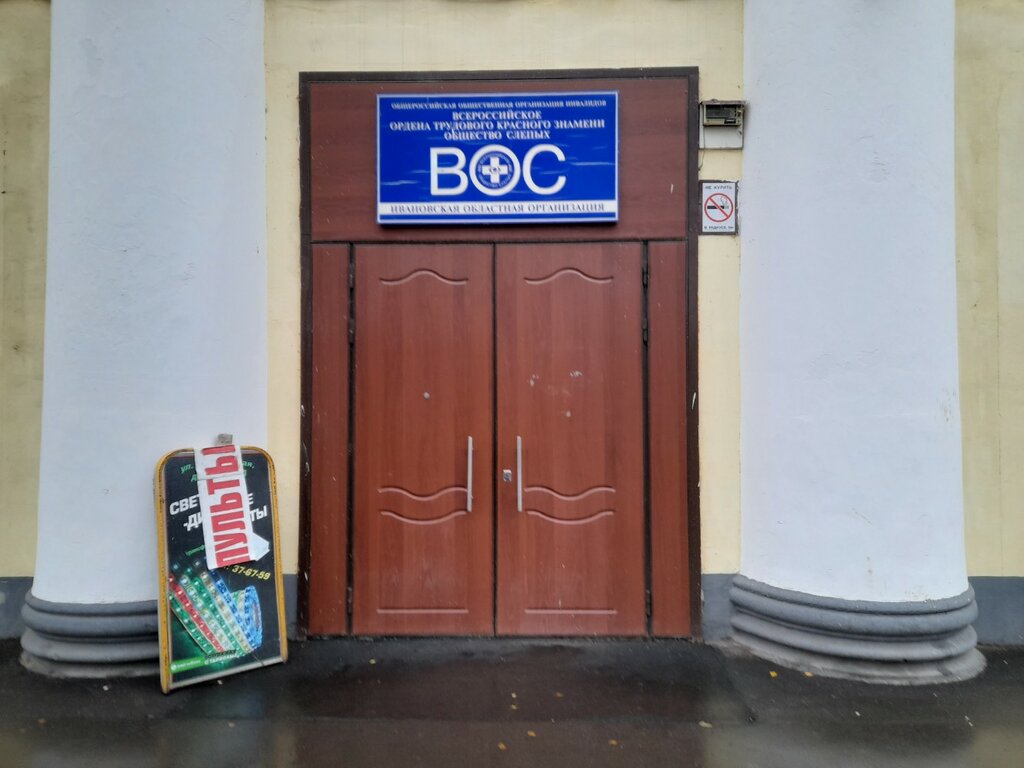 ОБЩЕРОССИЙСКАЯ ОБЩЕСТВЕННАЯ ОРГАНИЗАЦИЯ ИНВАЛИДОВ
ВСЕРОССИЙСКОЕ
ОРДЕНА ТРУДОВОГО КРАСНОГО ЗНАМЕНИ
ОБЩЕСТВО СЛЕПЫХ
ВОС
ИВАНОВСКАЯ ОБЛАСТНАЯ ОРГАНИЗАЦИЯ
НЕ КУРИТЬ
ул.
ПУЛЬТЫ
37-67-59